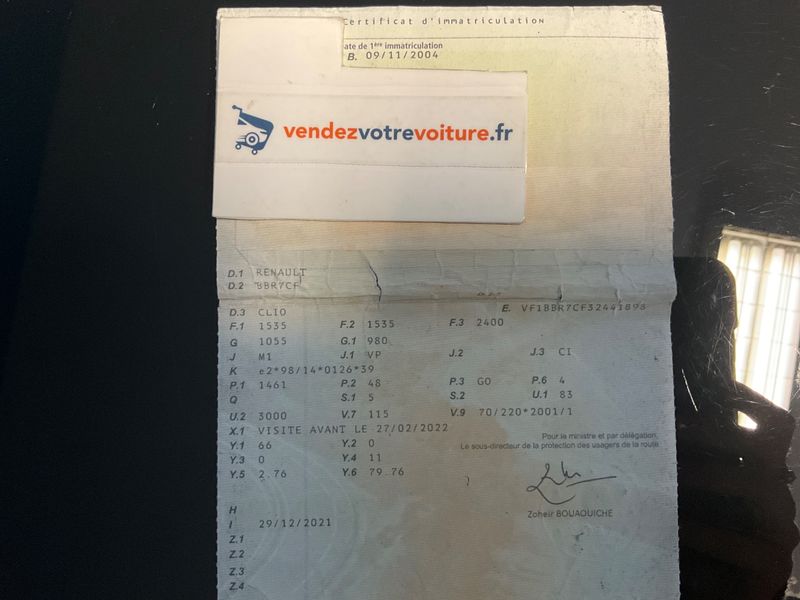 Certificat d'immatriculation
ate de 1ère immatriculation
B. 09/11/2004
vendezvotrevoiture.fr
D.1 RENAULT
D.2 BBR7CF
D.3 CLIO E. VF1BBR7CF32441898
F.1 1535 F.2 1535 F.3 2400
G 1055 G.1 980
J M1 J.1 VP J.2 J.3 CI
K e2*98/14*0126*39
P.1 1461 P.2 48 P.3 GO P.6 4
Q S.1 5 S.2 U.1 83
U.2 3000 V.7 115 V.9 70/220*2001/1
X.1 VISITE AVANT LE 27/02/2022
Y.1 66 Y.2 0
Y.3 0 Y.4 11
Y.5 2.76 Y.6 79.76
Pour le ministre et par délégation,
Le sous-directeur de la protection des usagers de la route
Zoheir BOUAOUICHE
H
I 29/12/2021
Z.1
Z.2
Z.3
Z.4